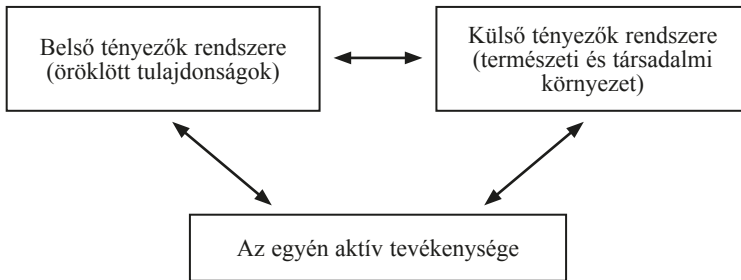 Belső tényezők rendszere
(öröklött tulajdonságok)
Külső tényezők rendszere
(természeti és társadalmi
környezet)
Az egyén aktív tevékenysége